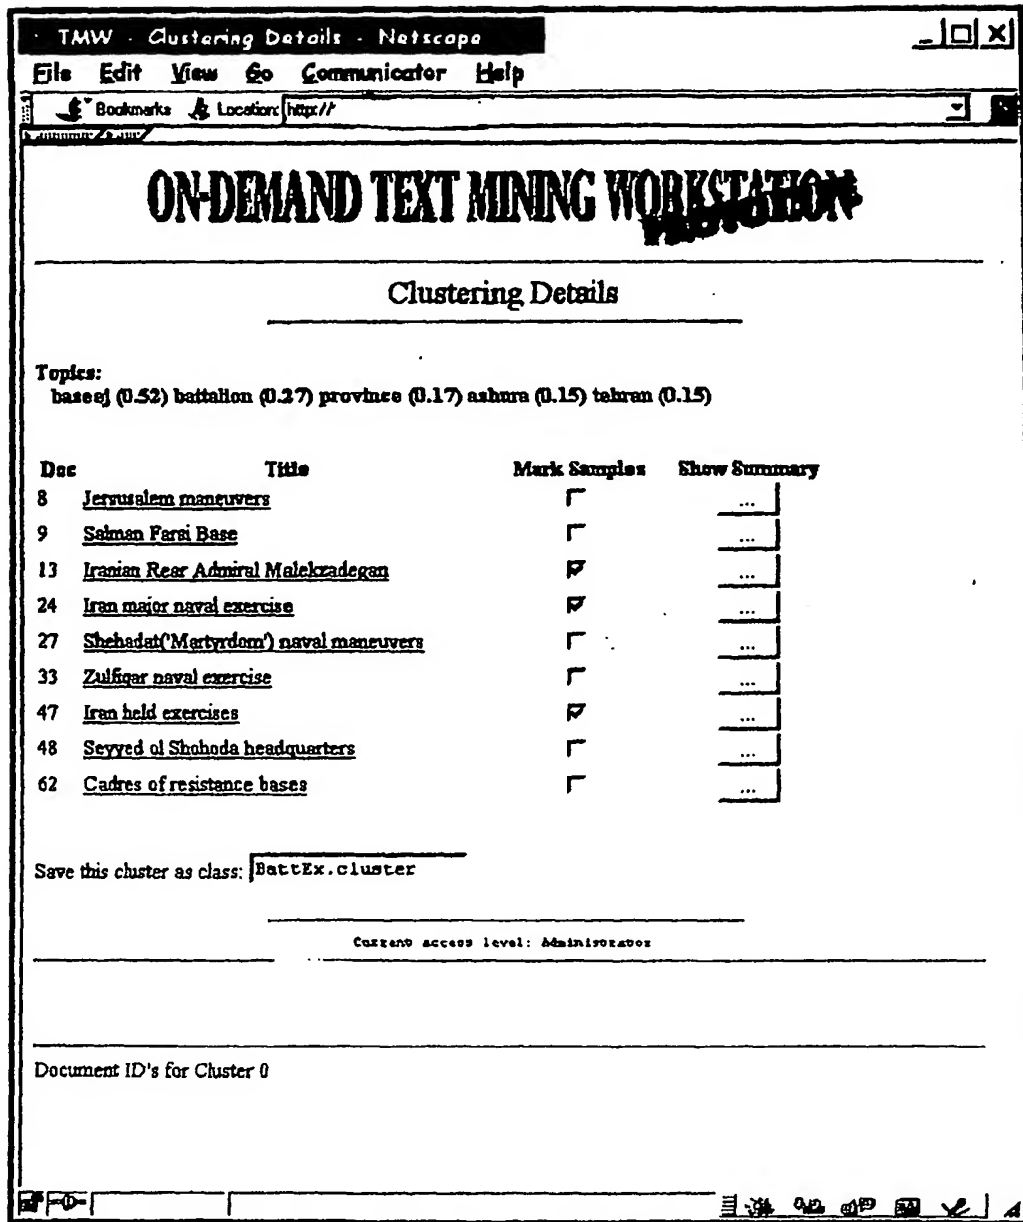 TMW - Clustering Details - Netscape
File Edit View Go Communicator Help
Bookmarks Location: http://
ON-DEMAND TEXT MINING WORKSTATION
Clustering Details
Topics:
baseej (0.52) battalion (0.27) province (0.17) ashura (0.15) tehran (0.15)
Doc Title Mark Samples Show Summary
8 Jerusalem maneuvers ...
9 Salman Farsi Base ...
13 Iranian Rear Admiral Malekzadegan ...
24 Iran major naval exercise ...
27 Shehadat('Martyrdom') naval maneuvers ...
33 Zulfiqar naval exercise ...
47 Iran held exercises ...
48 Seyyed ol Shohoda headquarters ...
62 Cadres of resistance bases ...
Save this cluster as class: BattEx.cluster
Current access level: Administrator
Document ID's for Cluster 0